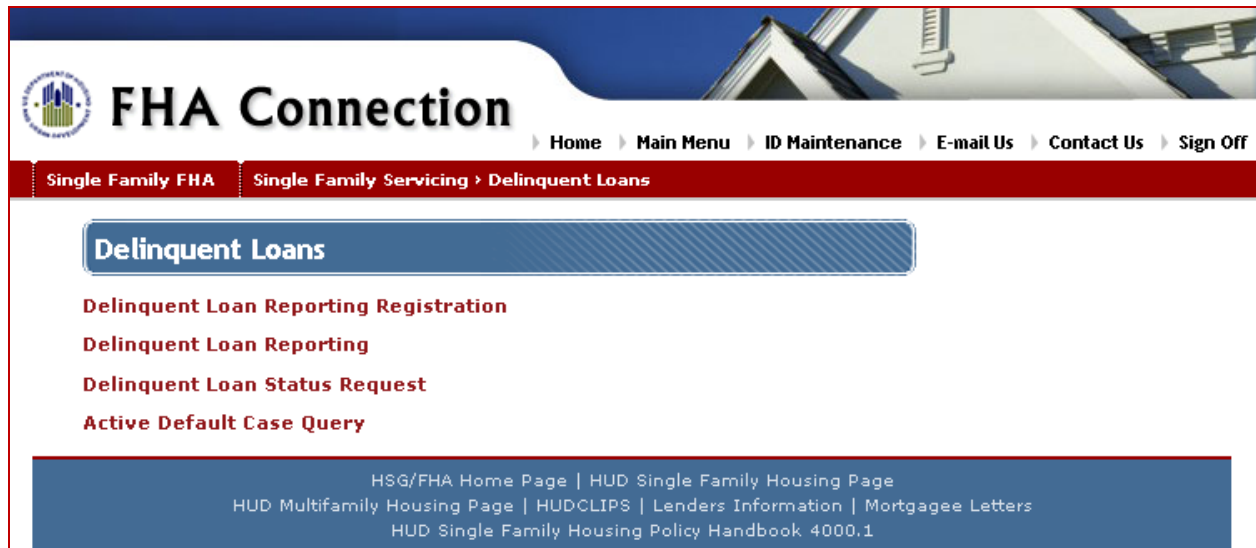 FHA Connection
Home Main Menu ID Maintenance E-mail Us Contact Us Sign Off
Single Family FHA Single Family Servicing › Delinquent Loans
Delinquent Loans
Delinquent Loan Reporting Registration
Delinquent Loan Reporting
Delinquent Loan Status Request
Active Default Case Query
HSG/FHA Home Page | HUD Single Family Housing Page
HUD Multifamily Housing Page | HUDCLIPS | Lenders Information | Mortgagee Letters
HUD Single Family Housing Policy Handbook 4000.1